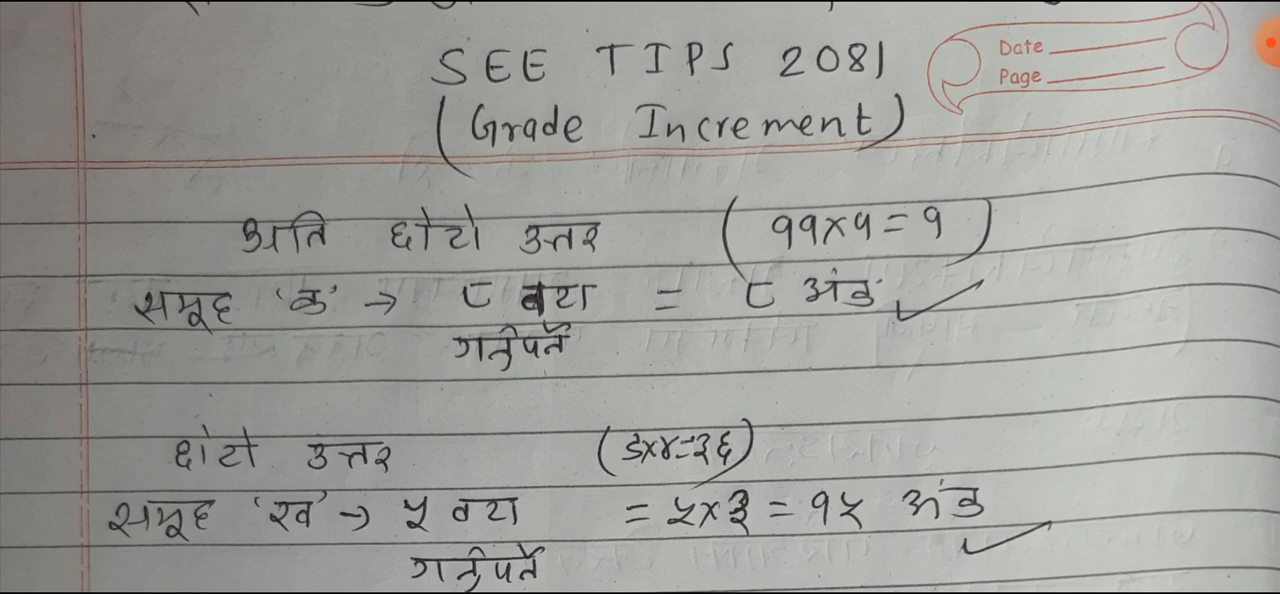 SEE TIPS 2081
Date
Page
(Grade Increment)
अति छोटो उत्तर (११×१=१)
समूह 'क' → ८ वटा = ८ अंक ✓
गर्नुपर्ने
छोटो उत्तर (९×४=३६)
समूह 'ख' → ५ वटा = ५×३ = १५ अंक ✓
गर्नुपर्ने